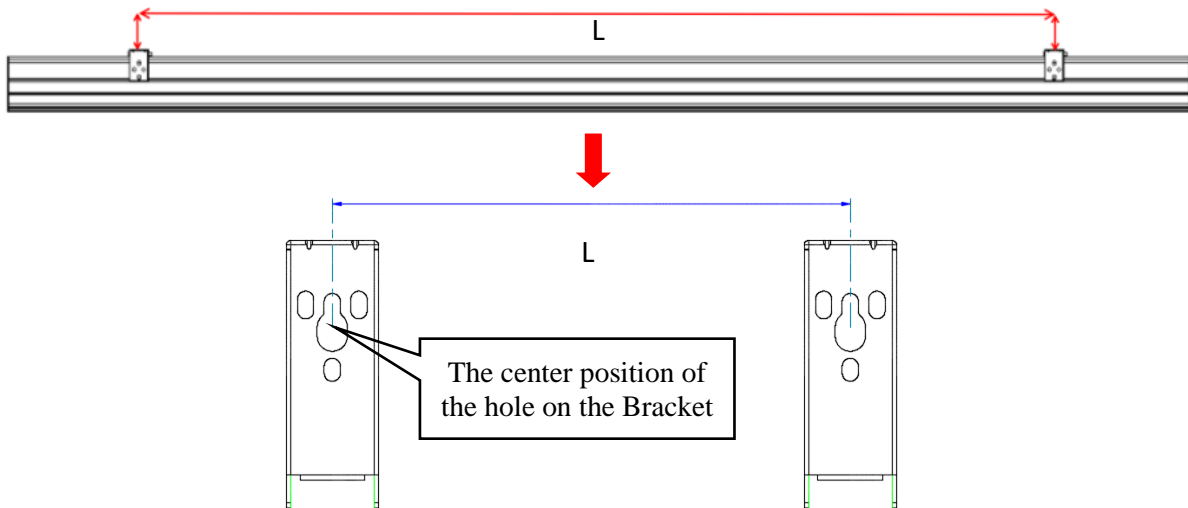 L
L
The center position of
the hole on the Bracket